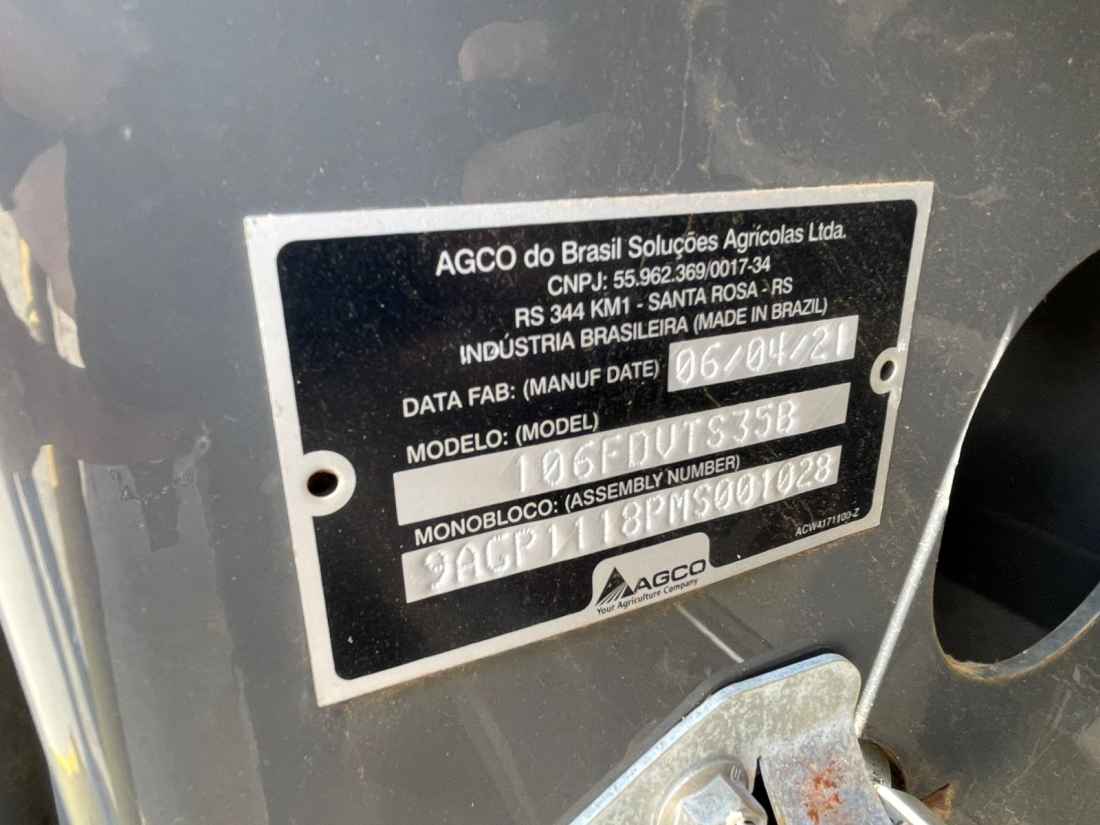 AGCO do Brasil Soluções Agrícolas Ltda.
CNPJ: 55.962.369/0017-34
RS 344 KM1 - SANTA ROSA - RS
INDÚSTRIA BRASILEIRA (MADE IN BRAZIL)
DATA FAB: (MANUF DATE) 06/04/21
MODELO: (MODEL)
106FDVTS35B
MONOBLOCO: (ASSEMBLY NUMBER)
9AGP1118PMS001028
ACW4171100-Z
AGCO
Your Agriculture Company